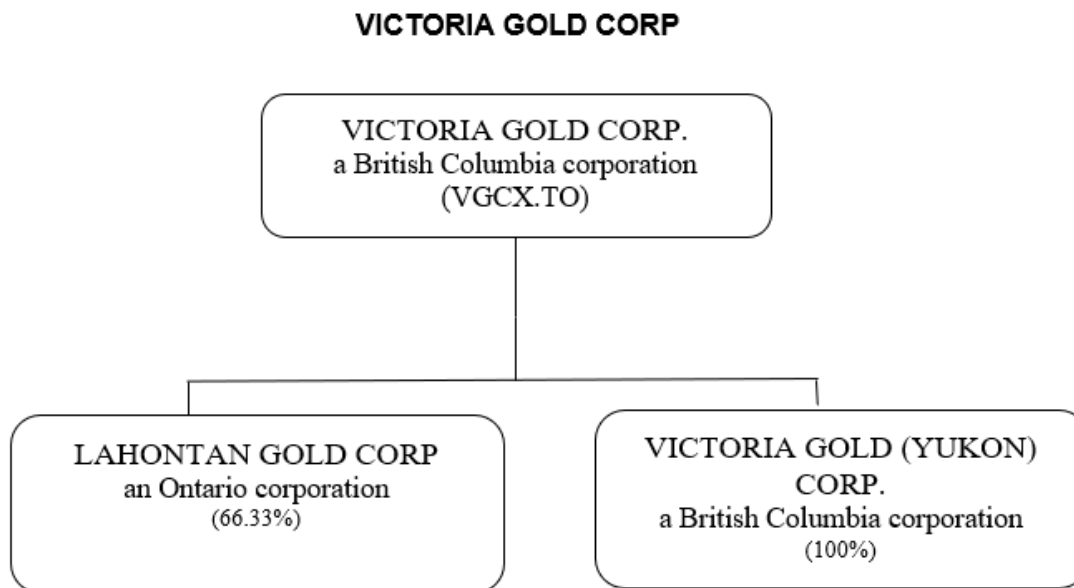 VICTORIA GOLD CORP
VICTORIA GOLD CORP.
a British Columbia corporation
(VGCX.TO)
LAHONTAN GOLD CORP
an Ontario corporation
(66.33%)
VICTORIA GOLD (YUKON)
CORP.
a British Columbia corporation
(100%)